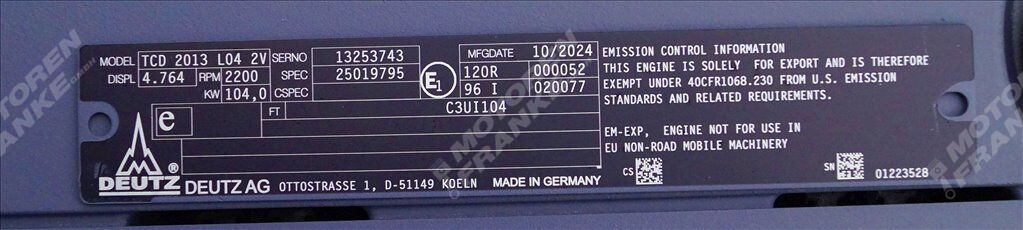 MODEL TCD 2013 L04 2V SERNO 13253743 MFGDATE 10/2024
DISPL 4.764 RPM 2200 SPEC 25019795 E1 120R 000052
KW 104,0 CSPEC 96 I 020077
e FT C3UI104
EMISSION CONTROL INFORMATION
THIS ENGINE IS SOLELY FOR EXPORT AND IS THEREFORE
EXEMPT UNDER 40CFR1068.230 FROM U.S. EMISSION
STANDARDS AND RELATED REQUIREMENTS.
EM-EXP, ENGINE NOT FOR USE IN
EU NON-ROAD MOBILE MACHINERY
CS SN 01223528
DEUTZ ® DEUTZ AG OTTOSTRASSE 1, D-51149 KOELN MADE IN GERMANY
MOTOREN
FRANKE GMBH
MOTOREN
FRANKE
MOTOREN
FRANKE